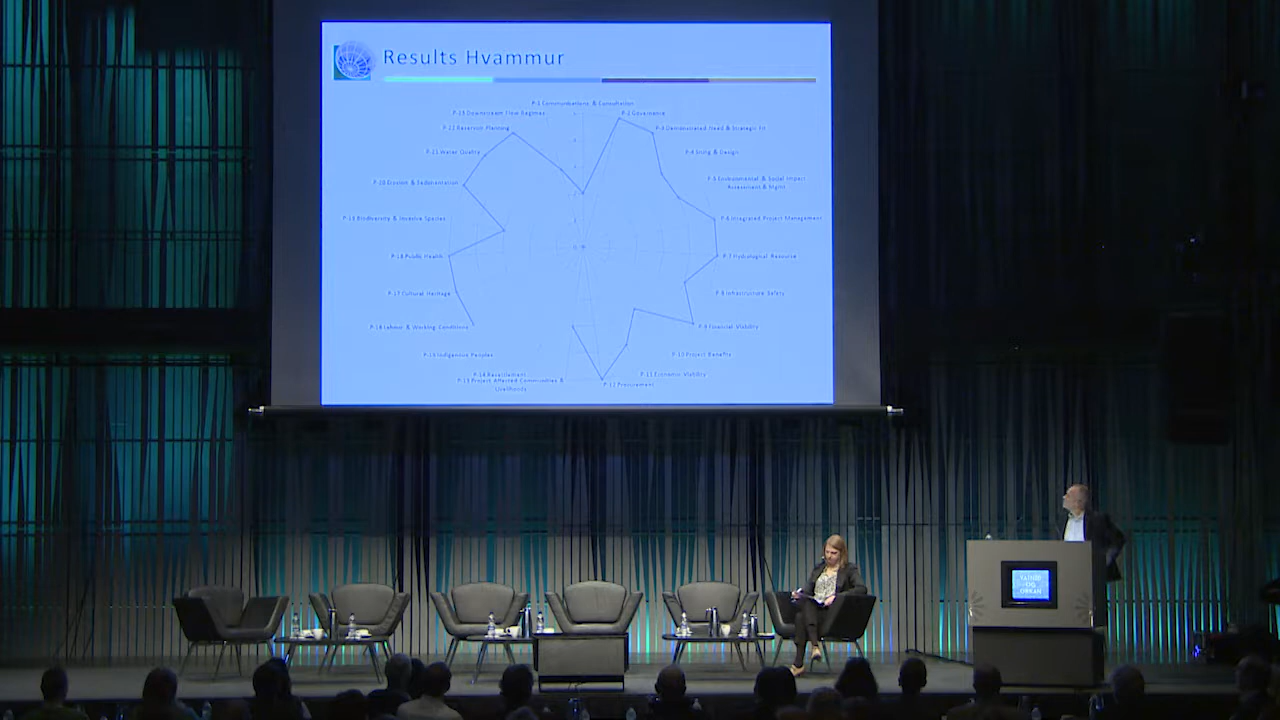 Results Hvammur
P-1 Communications & Consultation
P-23 Downstream Flow Regimes
P-2 Governance
P-22 Reservoir Planning
P-3 Demonstrated Need & Strategic Fit
P-21 Water Quality
P-4 Siting & Design
P-20 Erosion & Sedimentation
P-5 Environmental & Social Impact
Assessment & Mgmt
P-19 Biodiversity & Invasive Species
P-6 Integrated Project Management
P-18 Public Health
P-7 Hydrological Resource
P-17 Cultural Heritage
P-8 Infrastructure Safety
P-16 Labour & Working Conditions
P-9 Financial Viability
P-15 Indigenous Peoples
P-10 Project Benefits
P-14 Resettlement
P-11 Economic Viability
P-13 Project Affected Communities &
Livelihoods
P-12 Procurement
OG
ORKAN